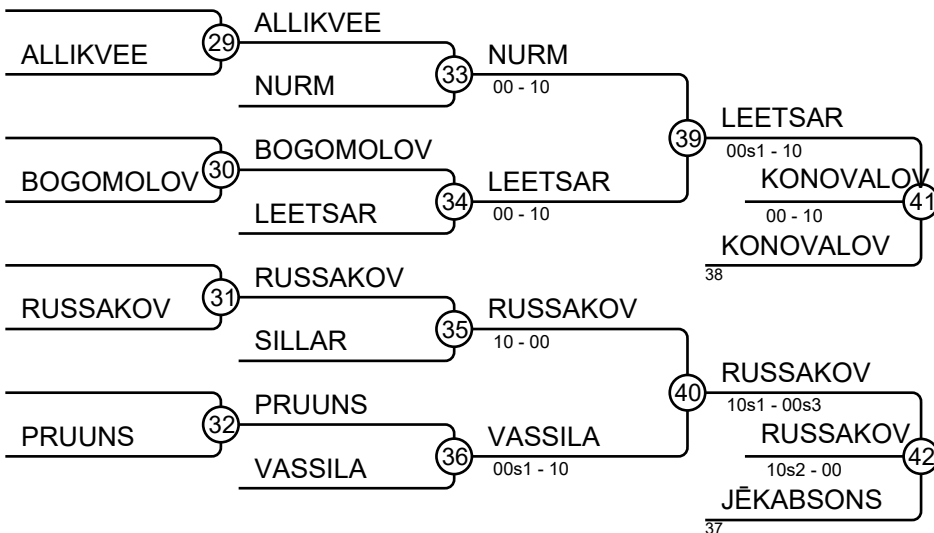 ALLIKVEE
29
ALLIKVEE
NURM
33
NURM
00 - 10
BOGOMOLOV
30
BOGOMOLOV
LEETSAR
34
LEETSAR
00 - 10
39
LEETSAR
00s1 - 10
KONOVALOV
00 - 10
41
KONOVALOV
38
RUSSAKOV
31
RUSSAKOV
SILLAR
35
RUSSAKOV
10 - 00
PRUUNS
32
PRUUNS
VASSILA
36
VASSILA
00s1 - 10
40
RUSSAKOV
10s1 - 00s3
RUSSAKOV
10s2 - 00
42
JĒKABSONS
37